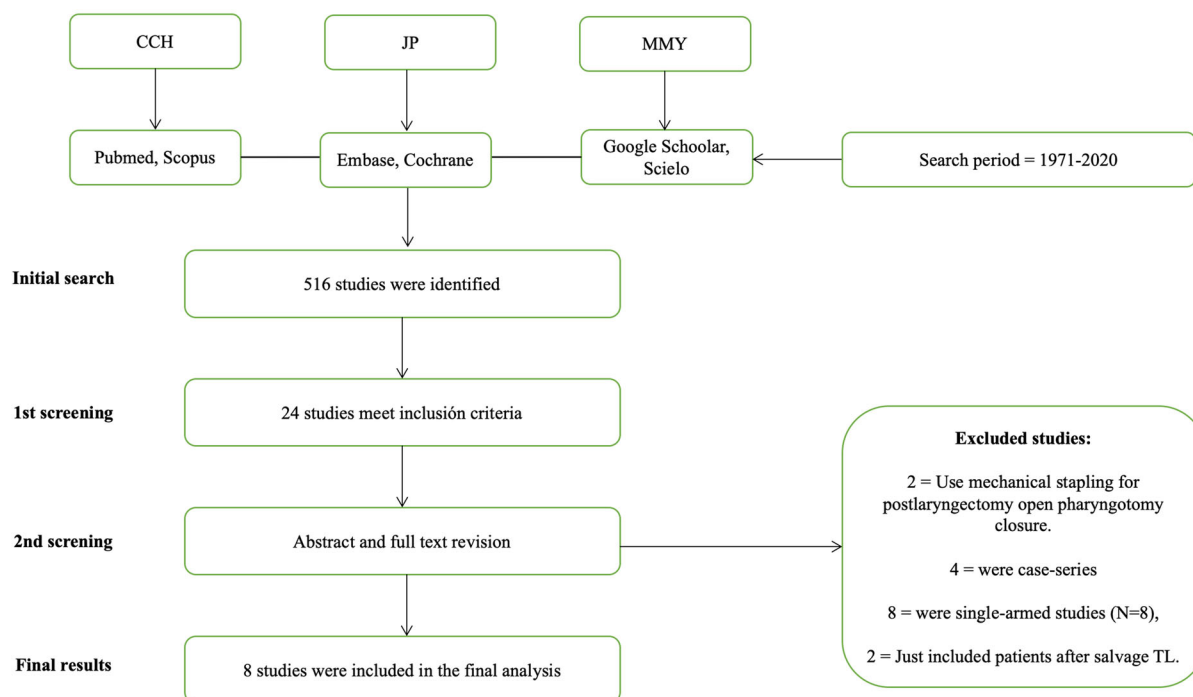 CCH
JP
MMY
Pubmed, Scopus
Embase, Cochrane
Google Schoolar,
Scielo
Search period = 1971-2020
Initial search
516 studies were identified
1st screening
24 studies meet inclusión criteria
2nd screning
Abstract and full text revision
Excluded studies:
2 = Use mechanical stapling for
postlaryngectomy open pharyngotomy
closure.
4 = were case-series
8 = were single-armed studies (N=8),
2 = Just included patients after salvage TL.
Final results
8 studies were included in the final analysis